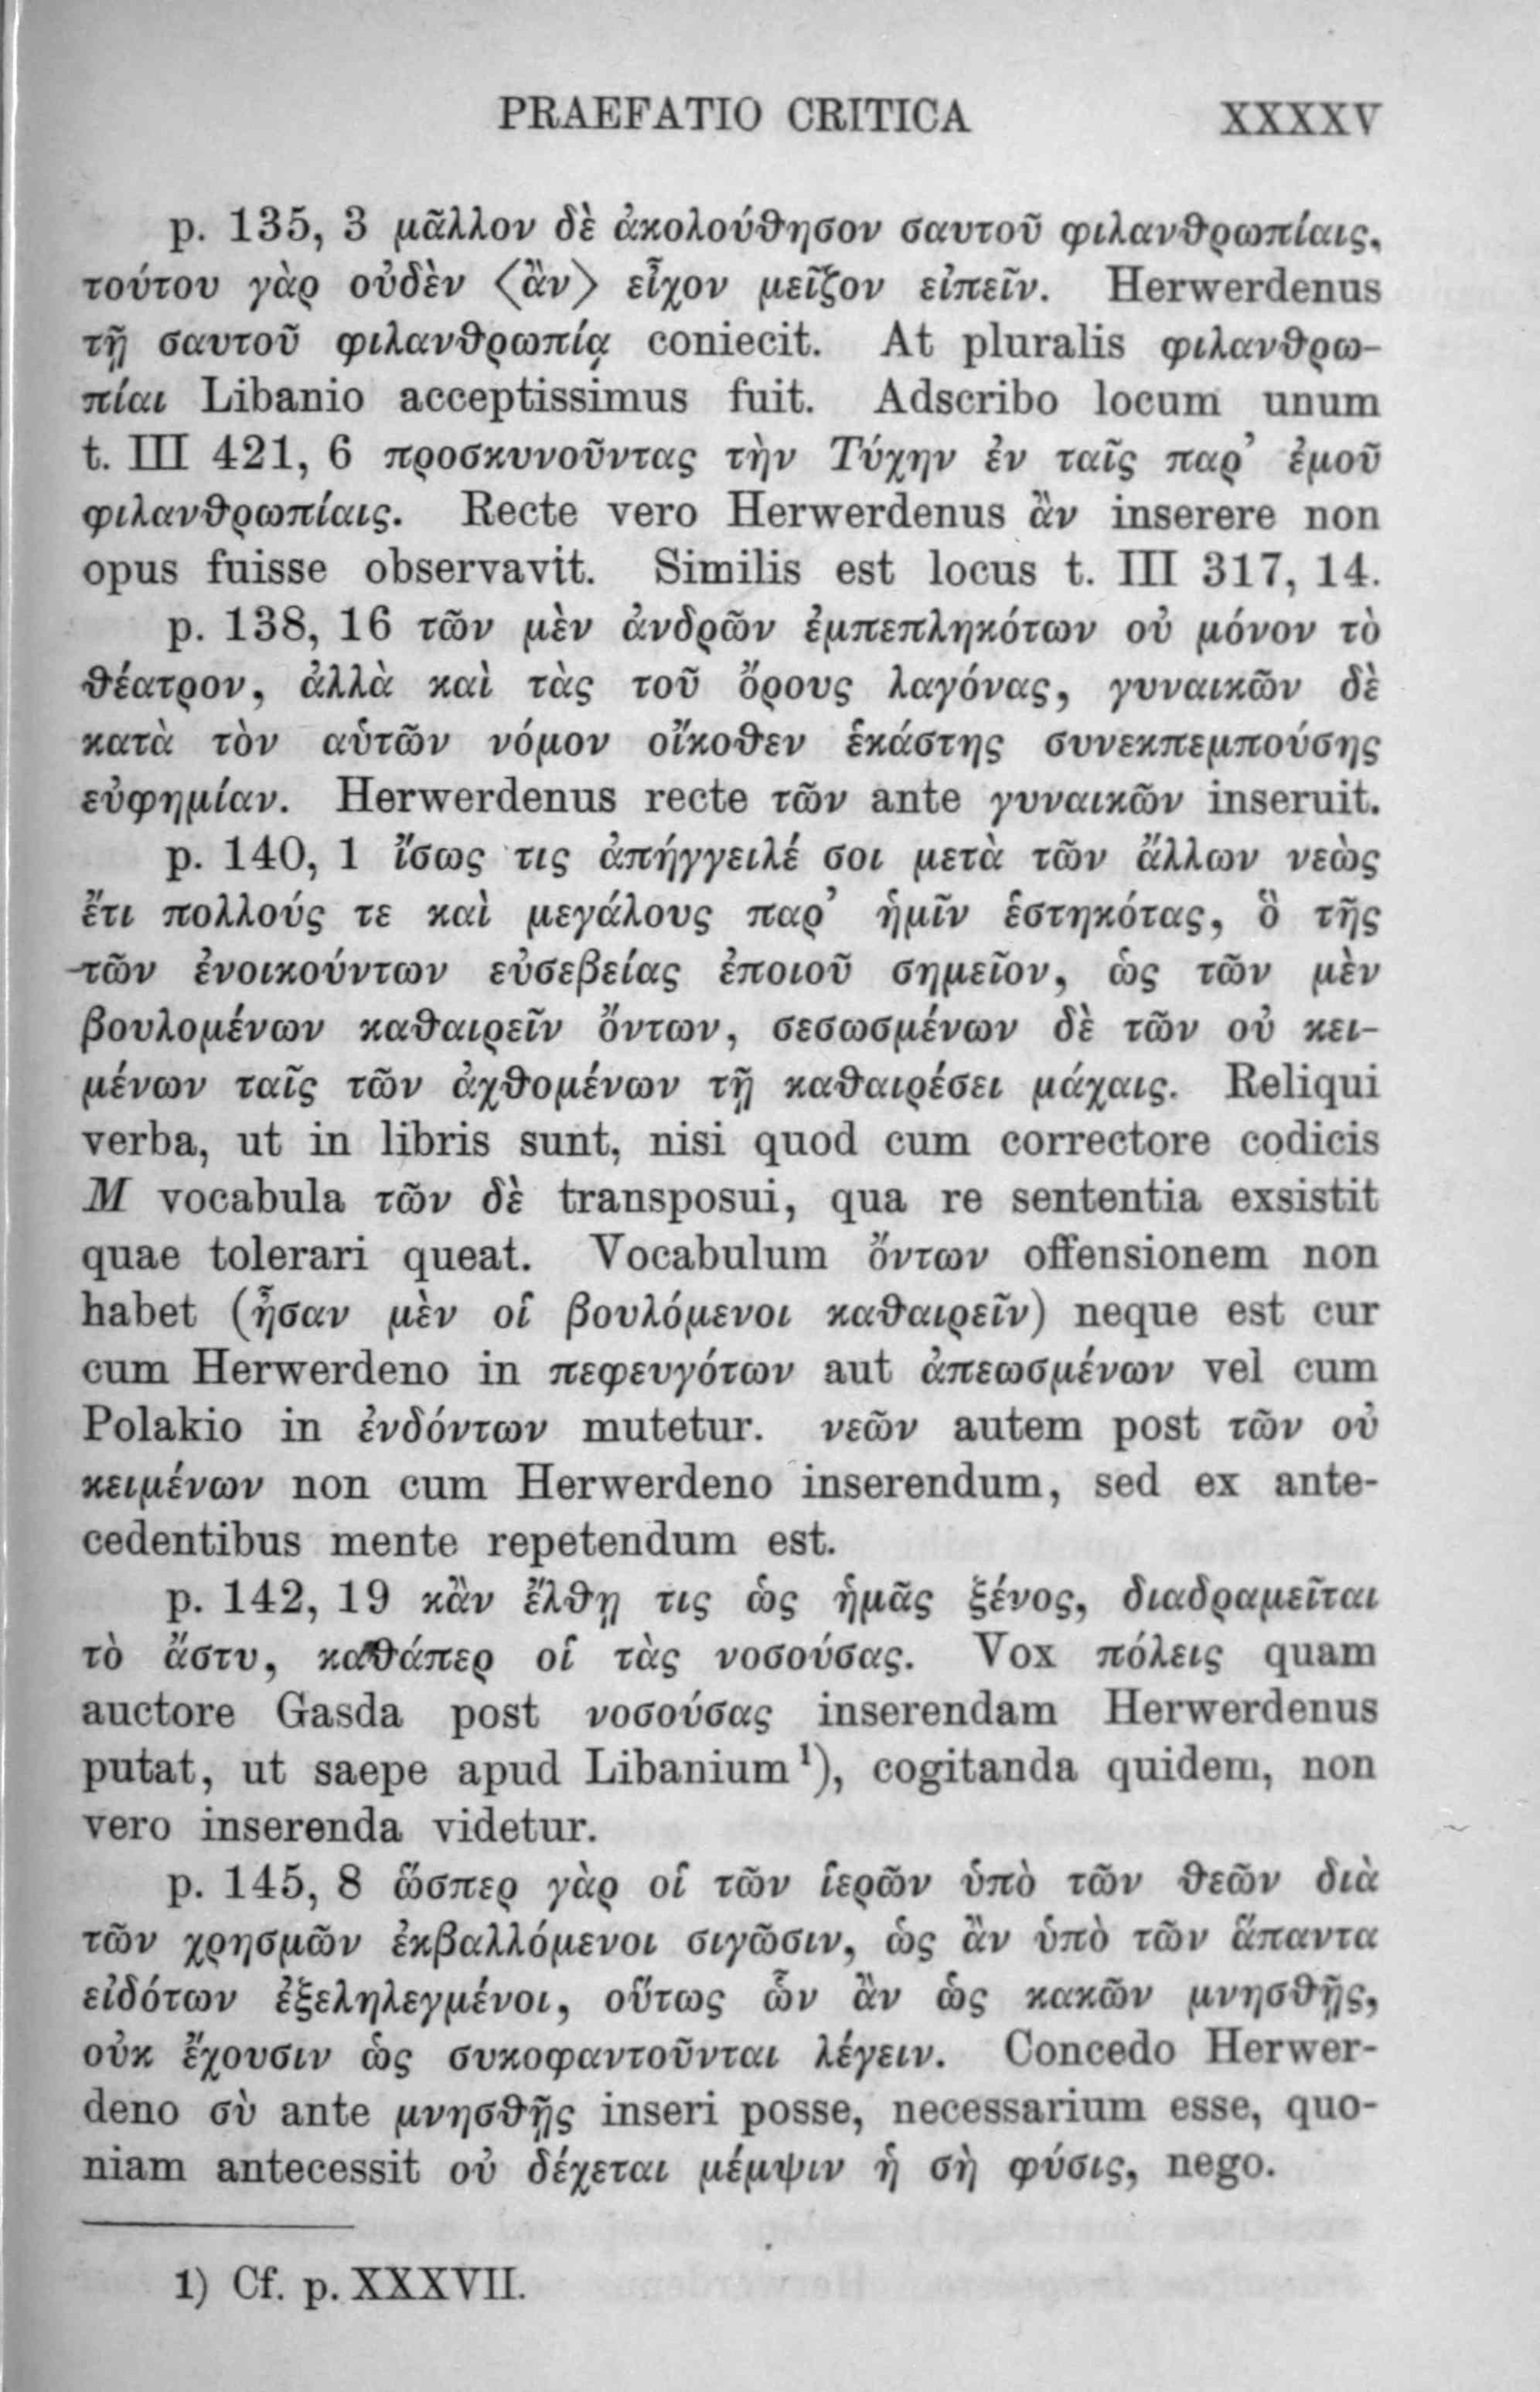 PRAEFATIO CRITICA XXXXV
p. 135, 3 μᾶλλον δὲ ἀκολούθησον σαυτοῦ φιλανθρωπίαις,
τούτου γὰρ οὐδὲν ⟨ἂν⟩ εἶχον μεῖζον εἰπεῖν. Herwerdenus
τῇ σαυτοῦ φιλανθρωπίᾳ coniecit. At pluralis φιλανθρω-
πίαι Libanio acceptissimus fuit. Adscribo locum unum
t. III 421, 6 προσκυνοῦντας τὴν Τύχην ἐν ταῖς παρ’ ἐμοῦ
φιλανθρωπίαις. Recte vero Herwerdenus ἂν inserere non
opus fuisse observavit. Similis est locus t. III 317, 14.
p. 138, 16 τῶν μὲν ἀνδρῶν ἐμπεπληκότων οὐ μόνον τὸ
θέατρον, ἀλλὰ καὶ τὰς τοῦ ὄρους λαγόνας, γυναικῶν δὲ
κατὰ τὸν αὑτῶν νόμον οἴκοθεν ἑκάστης συνεκπεμπούσης
εὐφημίαν. Herwerdenus recte τῶν ante γυναικῶν inseruit.
p. 140, 1 ἴσως τις ἀπήγγειλέ σοι μετὰ τῶν ἄλλων νεὼς
ἔτι πολλούς τε καὶ μεγάλους παρ’ ἡμῖν ἑστηκότας, ὃ τῆς
τῶν ἐνοικούντων εὐσεβείας ἐποιοῦ σημεῖον, ὡς τῶν μὲν
βουλομένων καθαιρεῖν ὄντων, σεσωσμένων δὲ τῶν οὐ κει-
μένων ταῖς τῶν ἀχθομένων τῇ καθαιρέσει μάχαις. Reliqui
verba, ut in libris sunt, nisi quod cum correctore codicis
M vocabula τῶν δὲ transposui, qua re sententia exsistit
quae tolerari queat. Vocabulum ὄντων offensionem non
habet (ἦσαν μὲν οἱ βουλόμενοι καθαιρεῖν) neque est cur
cum Herwerdeno in πεφευγότων aut ἀπεωσμένων vel cum
Polakio in ἐνδόντων mutetur. νεῶν autem post τῶν οὐ
κειμένων non cum Herwerdeno inserendum, sed ex ante-
cedentibus mente repetendum est.
p. 142, 19 κἂν ἔλθῃ τις ὡς ἡμᾶς ξένος, διαδραμεῖται
τὸ ἄστυ, καθάπερ οἱ τὰς νοσούσας. Vox πόλεις quam
auctore Gasda post νοσούσας inserendam Herwerdenus
putat, ut saepe apud Libanium ¹), cogitanda quidem, non
vero inserenda videtur.
p. 145, 8 ὥσπερ γὰρ οἱ τῶν ἱερῶν ὑπὸ τῶν θεῶν διὰ
τῶν χρησμῶν ἐκβαλλόμενοι σιγῶσιν, ὡς ἂν ὑπὸ τῶν ἅπαντα
εἰδότων ἐξεληλεγμένοι, οὕτως ὧν ἂν ὡς κακῶν μνησθῇς,
οὐκ ἔχουσιν ὡς συκοφαντοῦνται λέγειν. Concedo Herwer-
deno σὺ ante μνησθῇς inseri posse, necessarium esse, quo-
niam antecessit οὐ δέχεται μέμψιν ἡ σὴ φύσις, nego.
1) Cf. p. XXXVII.